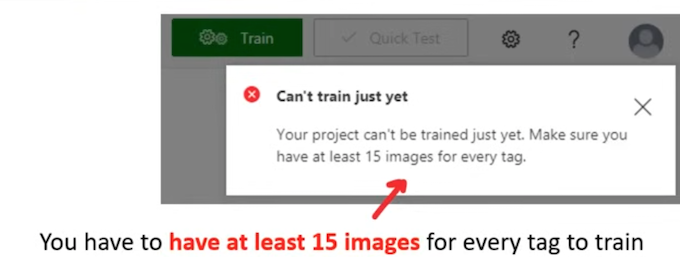 Train
Quick Test
?
Can't train just yet
Your project can't be trained just yet. Make sure you
have at least 15 images for every tag.
You have to have at least 15 images for every tag to train